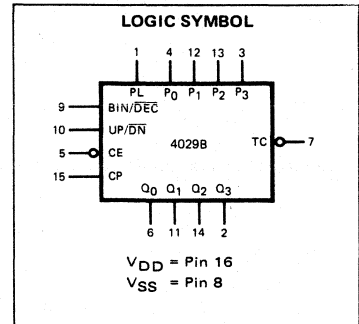 LOGIC SYMBOL
1 4 12 13 3
PL P0 P1 P2 P3
9 BIN/DEC
10 UP/DN
4029B TC 7
5 CE
15 CP
Q0 Q1 Q2 Q3
6 11 14 2
VDD = Pin 16
VSS = Pin 8